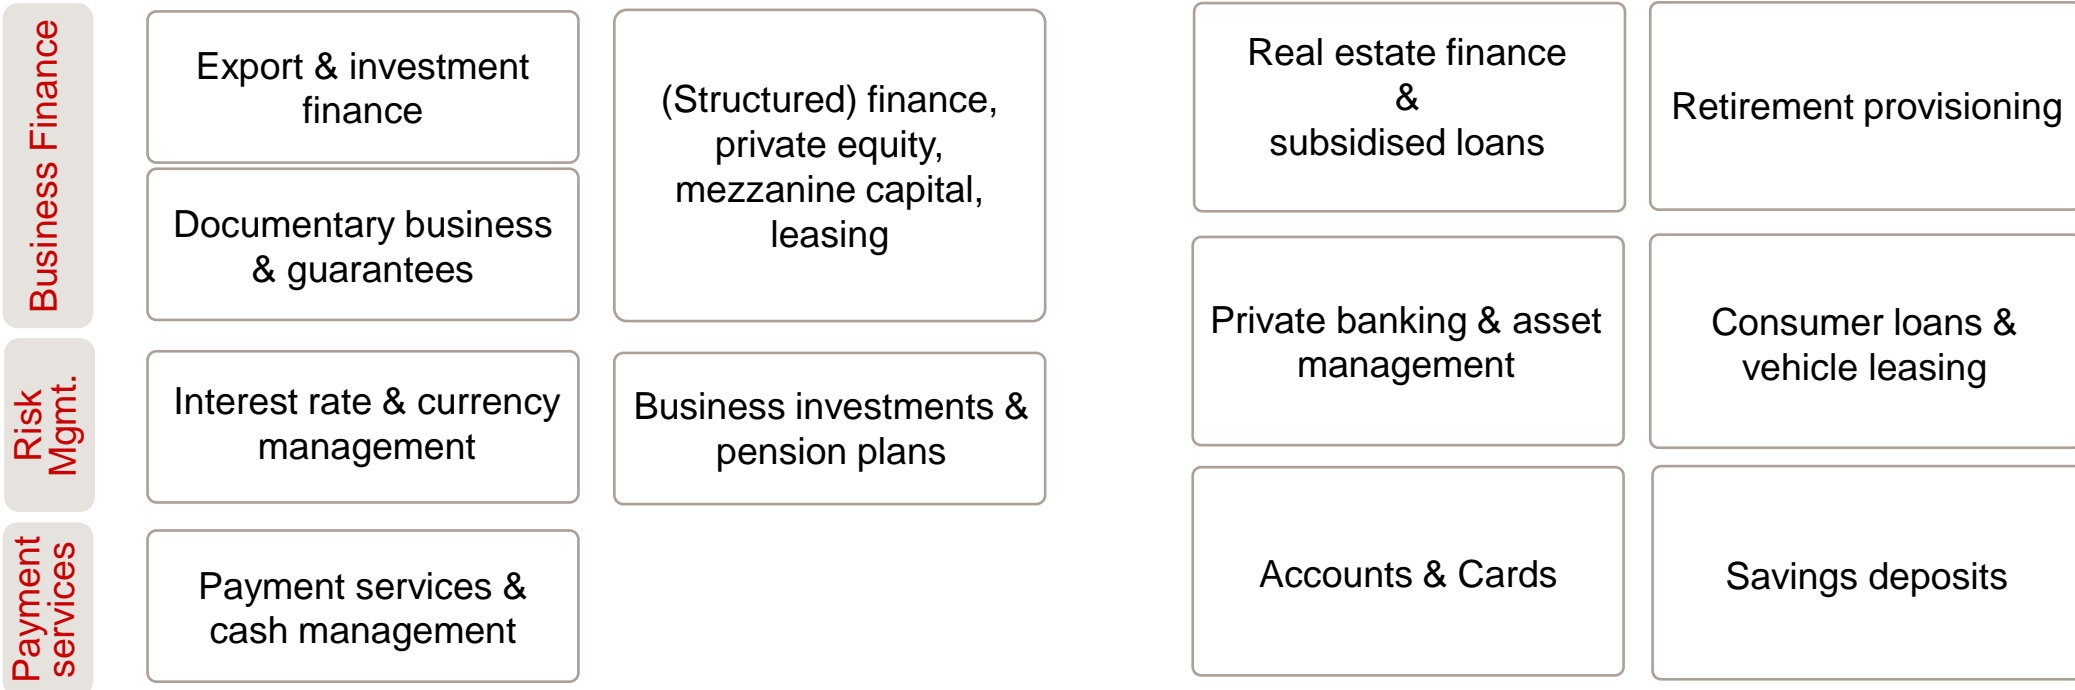 Business Finance
Export & investment
finance
(Structured) finance,
private equity,
mezzanine capital,
leasing
Documentary business
& guarantees
Risk
Mgmt.
Interest rate & currency
management
Business investments &
pension plans
Payment
services
Payment services &
cash management
Real estate finance
&
subsidised loans
Retirement provisioning
Private banking & asset
management
Consumer loans &
vehicle leasing
Accounts & Cards
Savings deposits